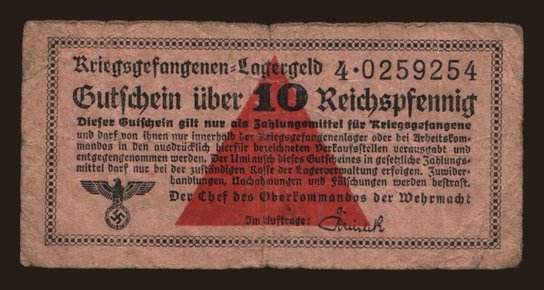 Kriegsgefangenen-Lagergeld 4·0259254
Gutschein über 10 Reichspfennig
Dieser Gutschein gilt nur als Zahlungsmittel für Kriegsgefangene
und darf von ihnen nur innerhalb der Kriegsgefangenenlager oder bei Arbeitskom-
mandos in den ausdrücklich hierfür bezeichneten Verkaufsstellen verausgabt und
entgegengenommen werden. Der Umtausch dieses Gutscheines in gesetzliche Zahlungs-
mittel darf nur bei der zuständigen Kasse der Lagerverwaltung erfolgen. Zuwider-
handlungen, Nachahmungen und Fälschungen werden bestraft.
Der Chef des Oberkommandos der Wehrmacht
Im Auftrage: